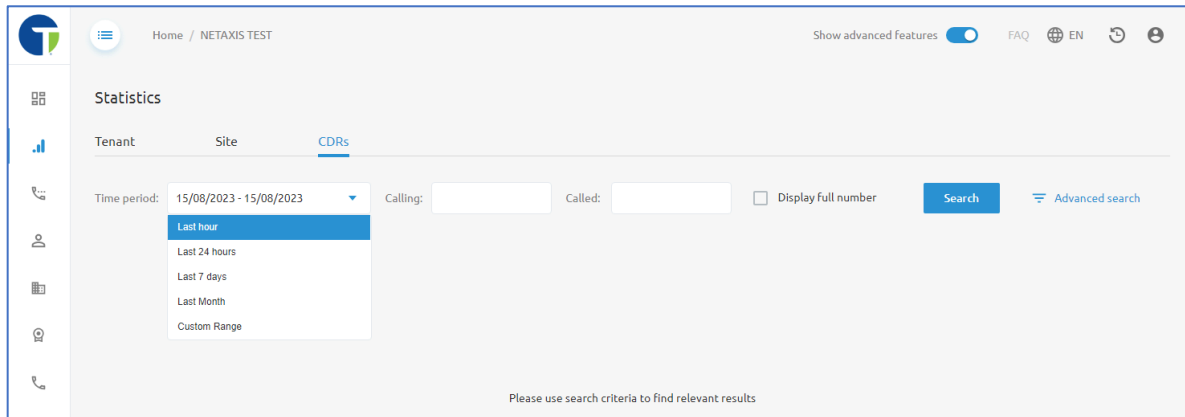 Home / NETAXIS TEST
Show advanced features
FAQ
EN
Statistics
Tenant
Site
CDRs
Time period:
15/08/2023 - 15/08/2023
Calling:
Called:
Display full number
Search
Advanced search
Last hour
Last 24 hours
Last 7 days
Last Month
Custom Range
Please use search criteria to find relevant results